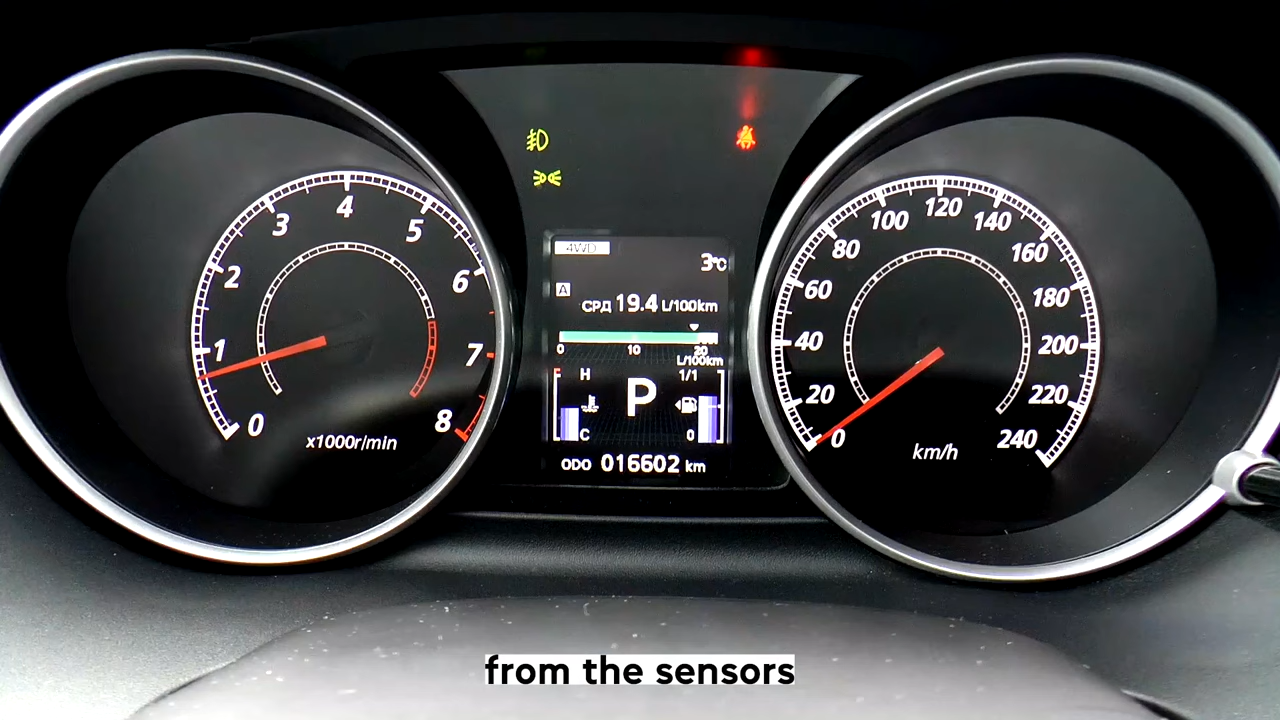 0
1
2
3
4
5
6
7
8
x1000r/min
4WD
3°C
A
СРД 19.4 L/100km
0 10 20
L/100km
H 1/1
P
C 0
ODO 016602 km
0
20
40
60
80
100
120
140
160
180
200
220
240
km/h
from the sensors